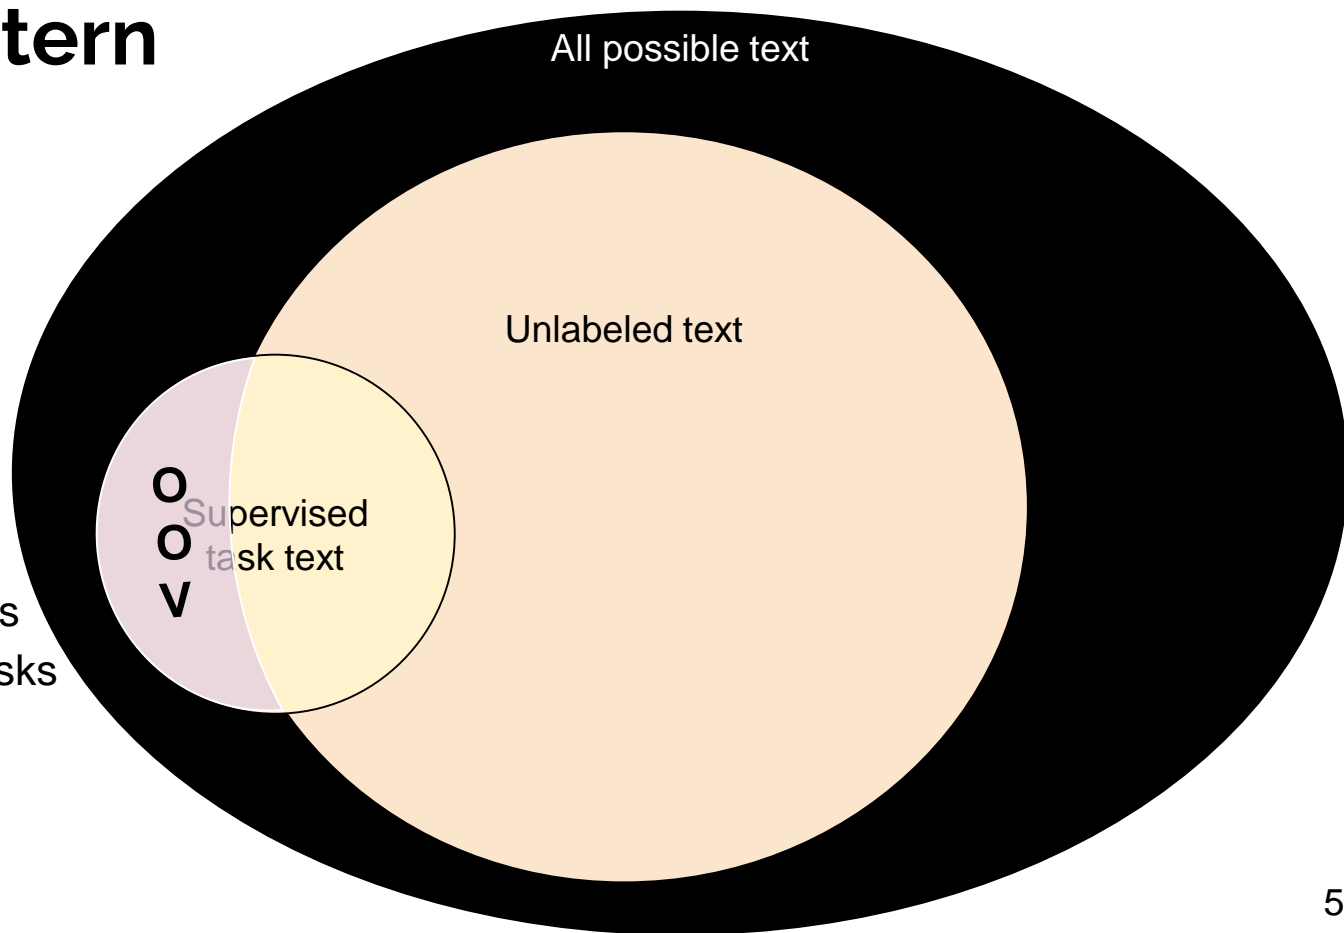 tern
All possible text
Unlabeled text
O
O
V
Supervised
task text
s
sks
5